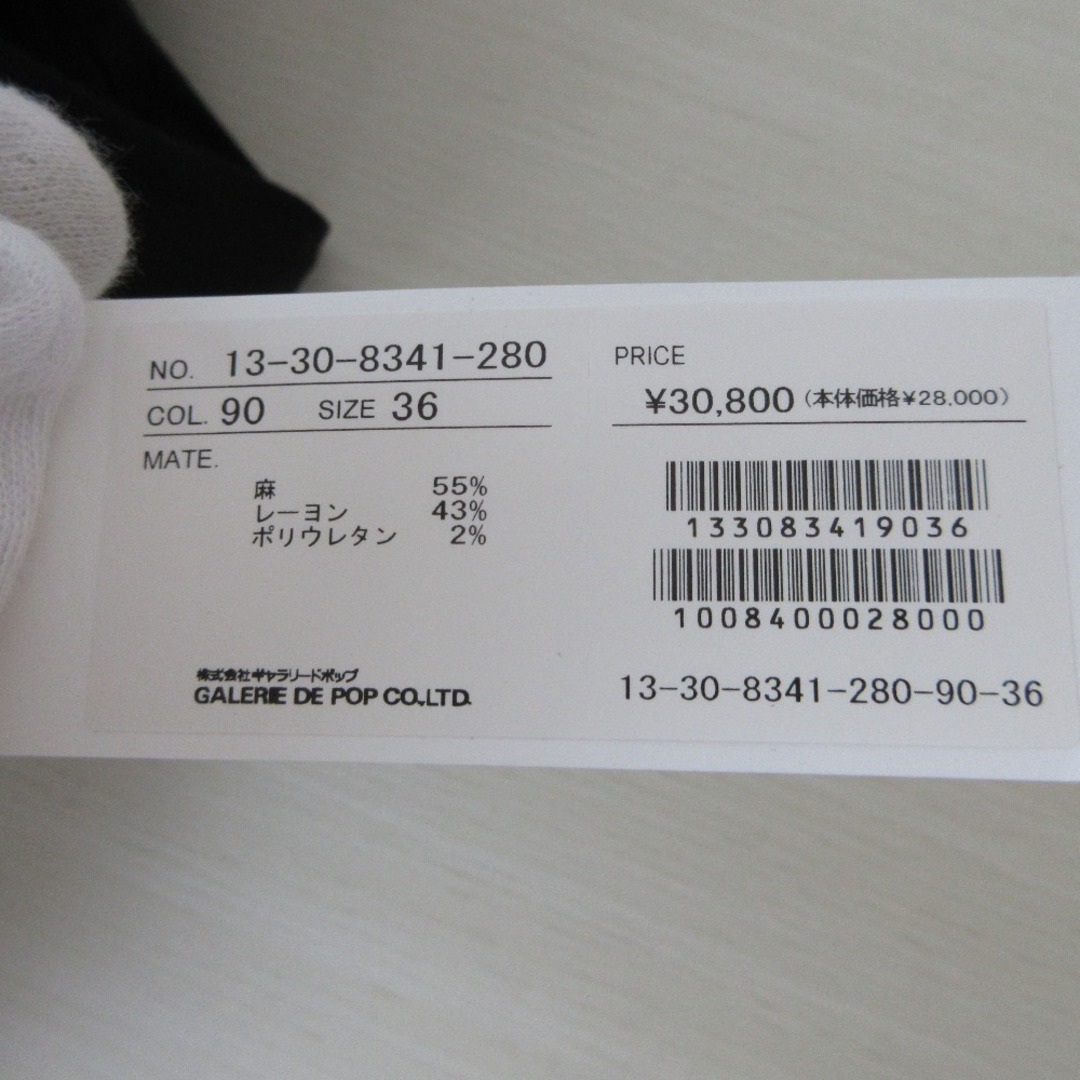 NO. 13-30-8341-280
COL. 90 SIZE 36
MATE.
麻 55%
レーヨン 43%
ポリウレタン 2%
株式会社ギャラリードポップ
GALERIE DE POP CO.,LTD.
PRICE
¥30,800（本体価格¥28,000）
133083419036
1008400028000
13-30-8341-280-90-36